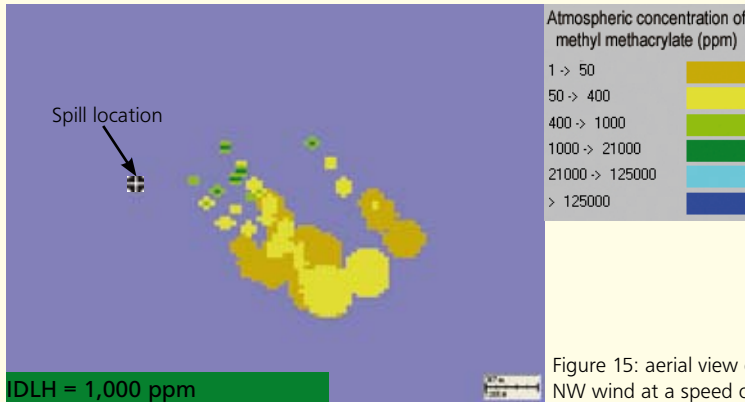 Atmospheric concentration of
methyl methacrylate (ppm)
1 -> 50
50 -> 400
400 -> 1000
1000 -> 21000
21000 -> 125000
> 125000
Spill location
IDLH = 1,000 ppm
Figure 15: aerial view
NW wind at a speed